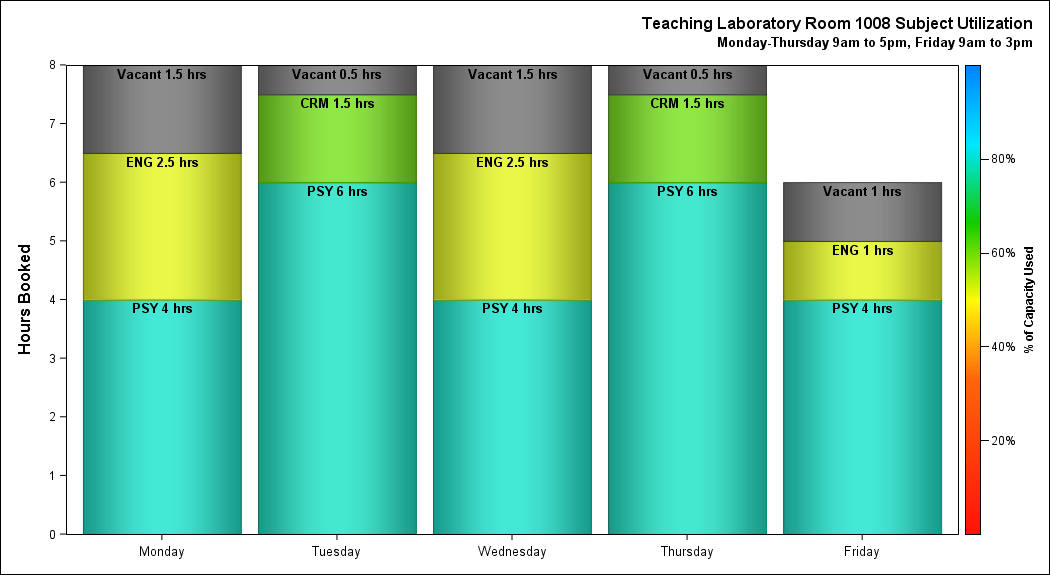 Teaching Laboratory Room 1008 Subject Utilization
Monday-Thursday 9am to 5pm, Friday 9am to 3pm
Hours Booked
8
7
6
5
4
3
2
1
0
Vacant 1.5 hrs
ENG 2.5 hrs
PSY 4 hrs
Vacant 0.5 hrs
CRM 1.5 hrs
PSY 6 hrs
Vacant 1.5 hrs
ENG 2.5 hrs
PSY 4 hrs
Vacant 0.5 hrs
CRM 1.5 hrs
PSY 6 hrs
Vacant 1 hrs
ENG 1 hrs
PSY 4 hrs
Monday
Tuesday
Wednesday
Thursday
Friday
80%
60%
40%
20%
% of Capacity Used